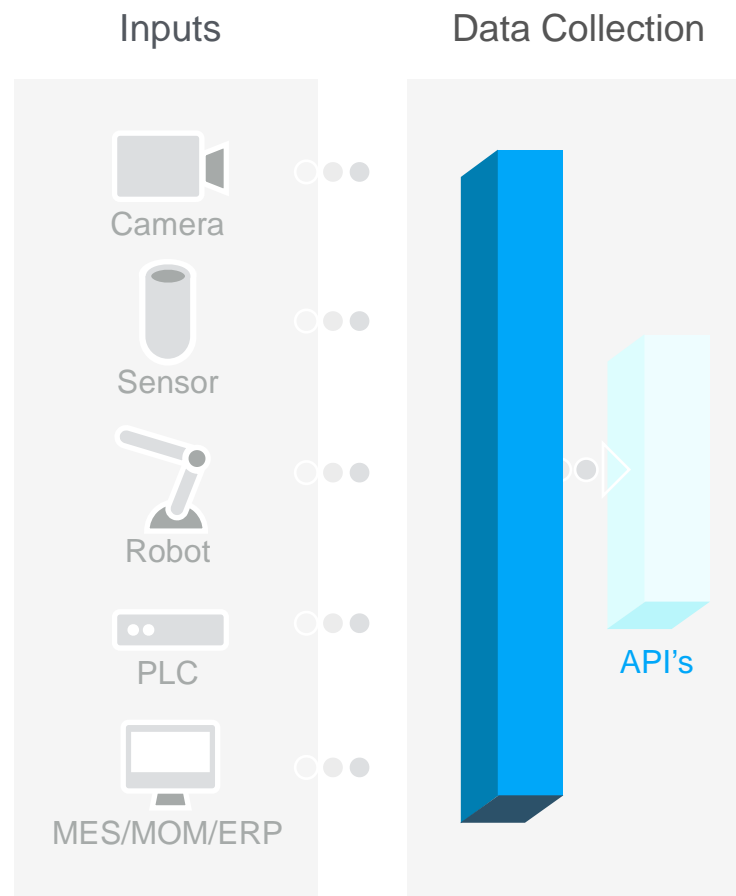 Inputs
Data Collection
Camera
Sensor
Robot
PLC
MES/MOM/ERP
API's